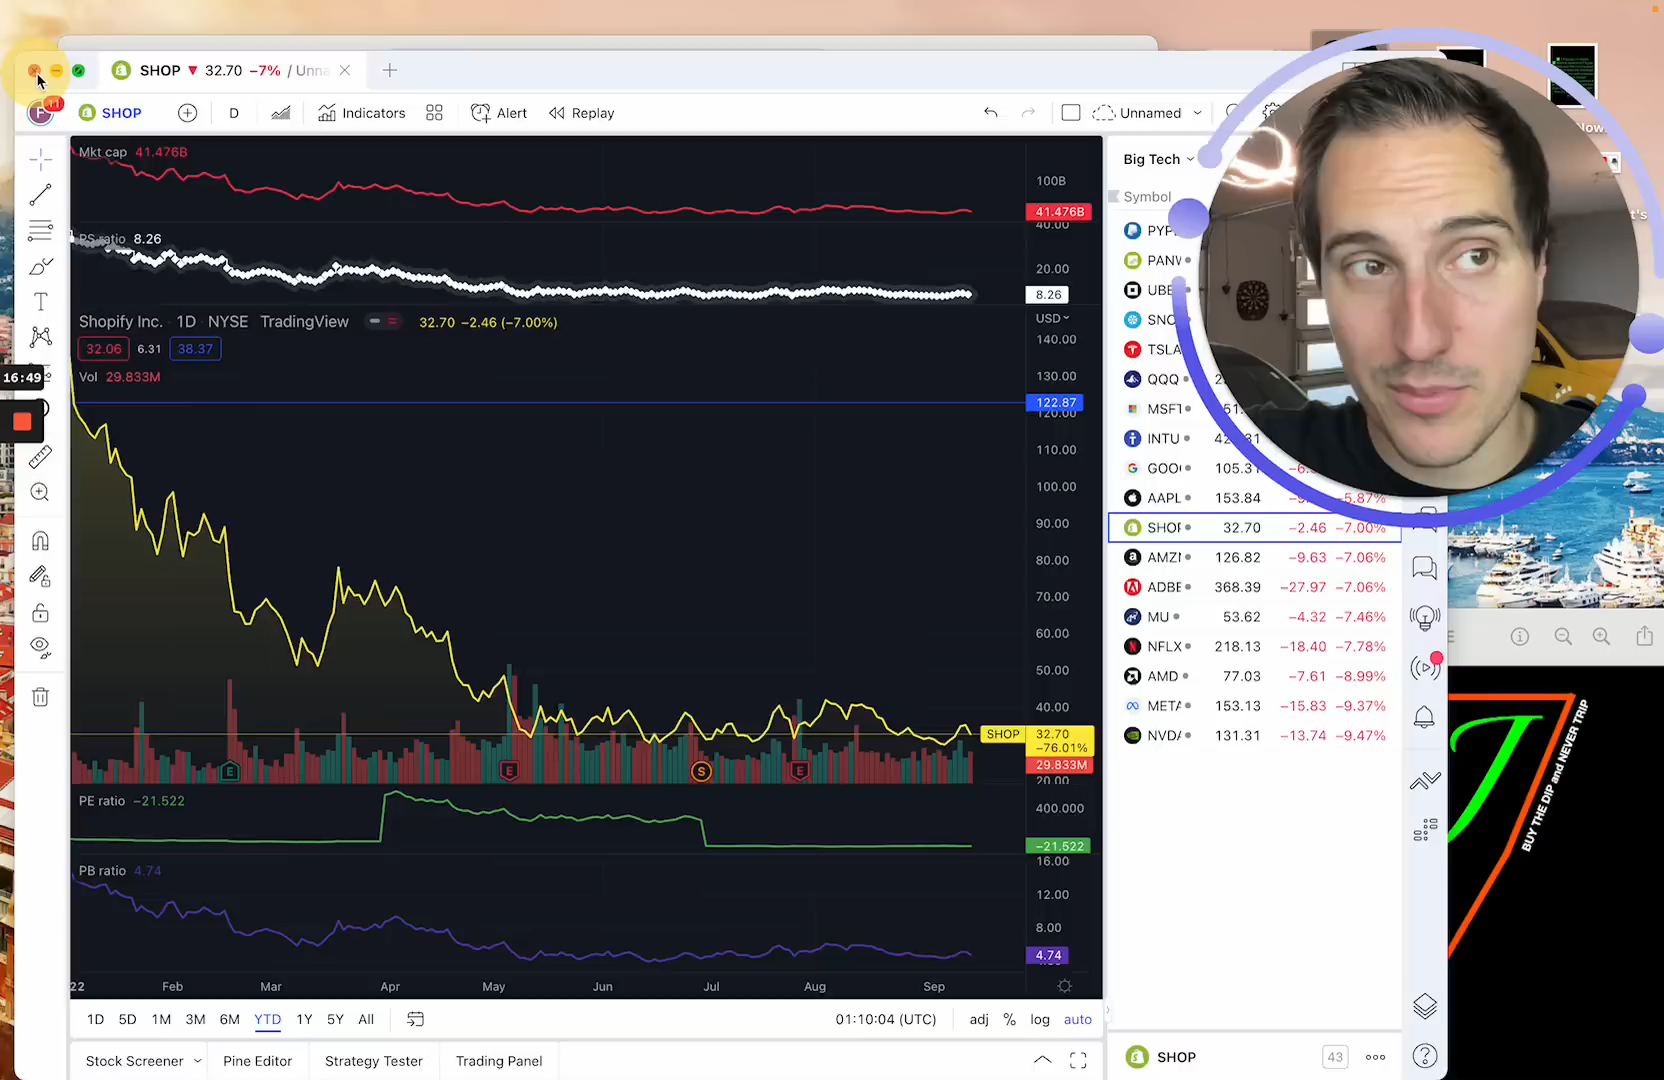 SHOP ▼ 32.70 −7% / Unna
F 11 SHOP D Indicators Alert Replay Unnamed
Mkt cap 41.476B
100B
41.476B
40.00
PS ratio 8.26
20.00
8.26
Shopify Inc. · 1D · NYSE TradingView 32.70 −2.46 (−7.00%)
USD
32.06 6.31 38.37
Vol 29.833M
16:49
140.00
130.00
122.87
120.00
110.00
100.00
90.00
80.00
70.00
60.00
50.00
40.00
SHOP 32.70
−76.01%
29.833M
20.00
E E S E
PE ratio −21.522
400.000
−21.522
16.00
PB ratio 4.74
12.00
8.00
4.74
22 Feb Mar Apr May Jun Jul Aug Sep
1D 5D 1M 3M 6M YTD 1Y 5Y All
01:10:04 (UTC) adj % log auto
Stock Screener Pine Editor Strategy Tester Trading Panel
Big Tech
Symbol
PYP
PANW
UBE
SNO
TSLA
QQQ
MSFT
INTU
GOO 105.31
AAPL 153.84 −5.87%
SHOP 32.70 −2.46 −7.00%
AMZN 126.82 −9.63 −7.06%
ADBE 368.39 −27.97 −7.06%
MU 53.62 −4.32 −7.46%
NFLX 218.13 −18.40 −7.78%
AMD 77.03 −7.61 −8.99%
META 153.13 −15.83 −9.37%
NVDA 131.31 −13.74 −9.47%
SHOP 43
BUY THE DIP and NEVER TRIP